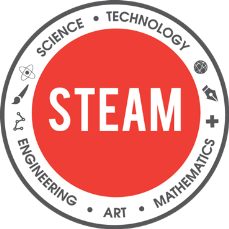 SCIENCE • TECHNOLOGY
STEAM
ENGINEERING • ART • MATHEMATICS